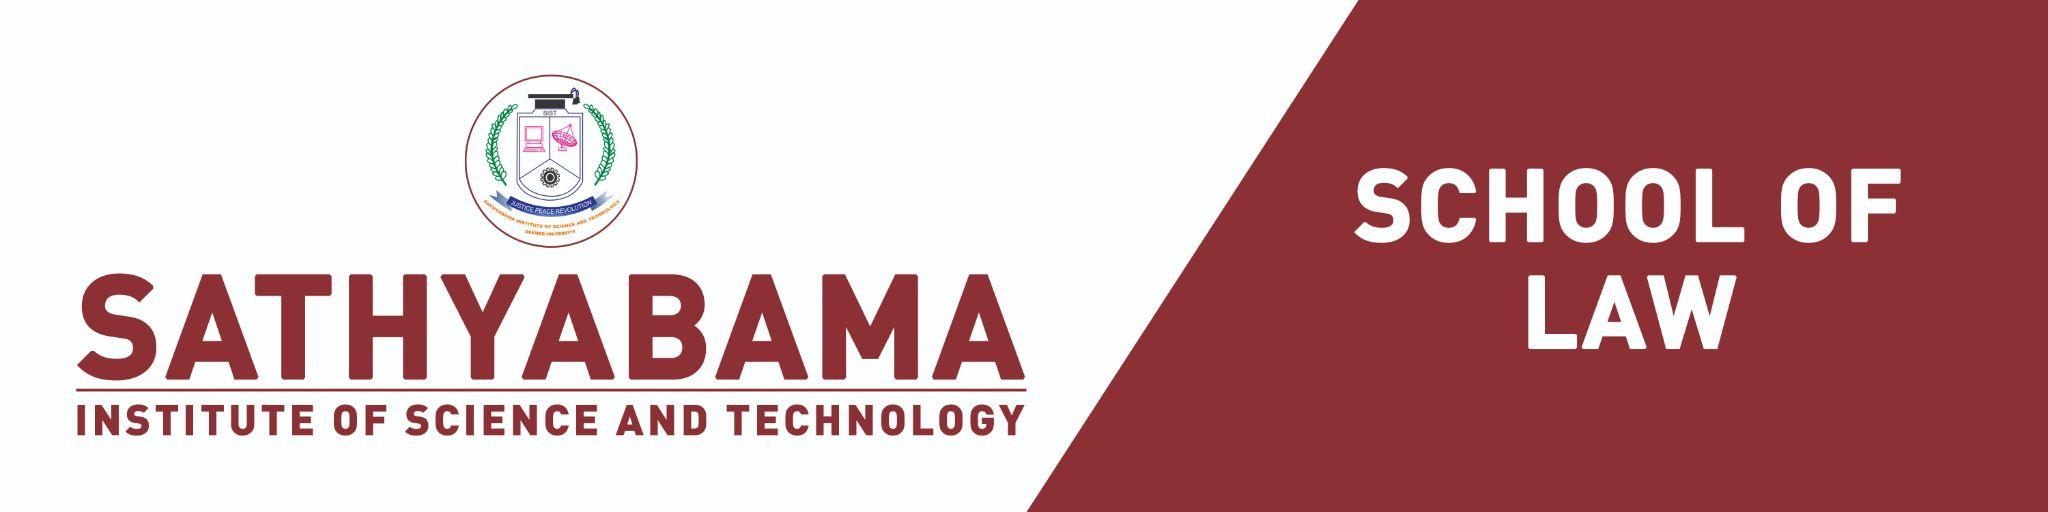 SIST
JUSTICE PEACE REVOLUTION
SATHYABAMA INSTITUTE OF SCIENCE AND TECHNOLOGY
DEEMED UNIVERSITY
SATHYABAMA
INSTITUTE OF SCIENCE AND TECHNOLOGY
SCHOOL OF
LAW